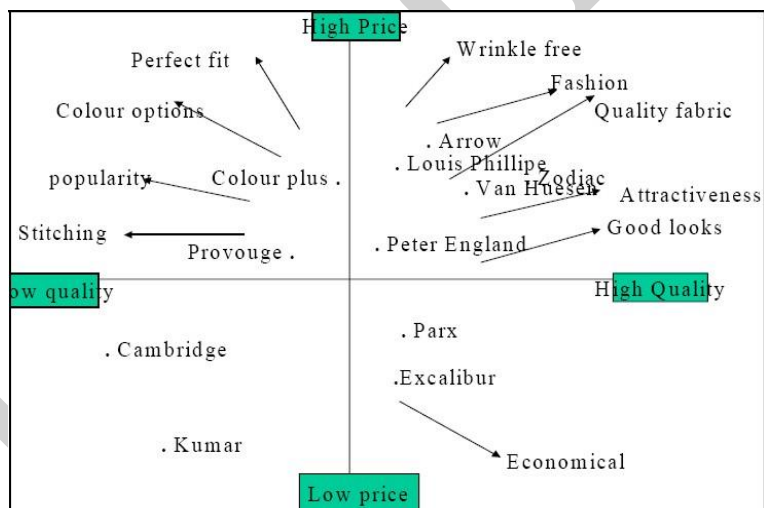 High Price
Wrinkle free
Perfect fit
Fashion
Colour options
Quality fabric
. Arrow
. Louis Phillipe
popularity
Colour plus .
. Zodiac
. Van Huesen
Attractiveness
Stitching
Good looks
Provouge .
. Peter England
ow quality
High Quality
. Parx
. Cambridge
.Excalibur
. Kumar
Economical
Low price